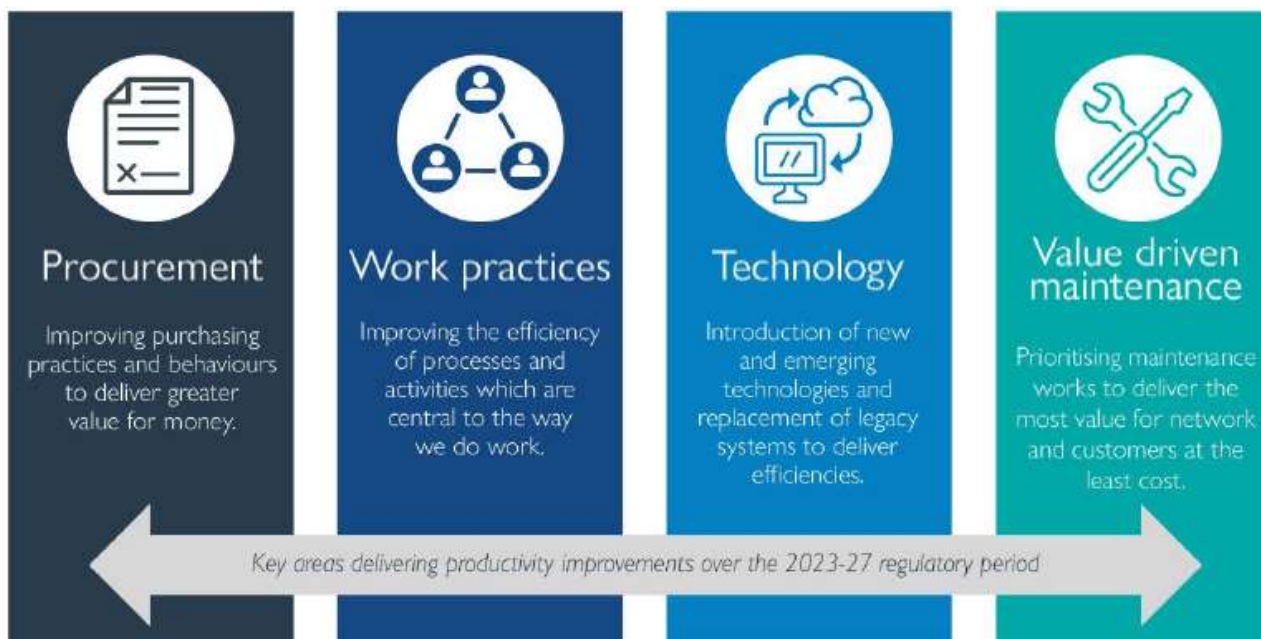 Procurement
Improving purchasing
practices and behaviours
to deliver greater
value for money.
Work practices
Improving the efficiency
of processes and
activities which are
central to the way
we do work.
Technology
Introduction of new
and emerging
technologies and
replacement of legacy
systems to deliver
efficiencies.
Value driven
maintenance
Prioritising maintenance
works to deliver the
most value for network
and customers at the
least cost.
Key areas delivering productivity improvements over the 2023-27 regulatory period